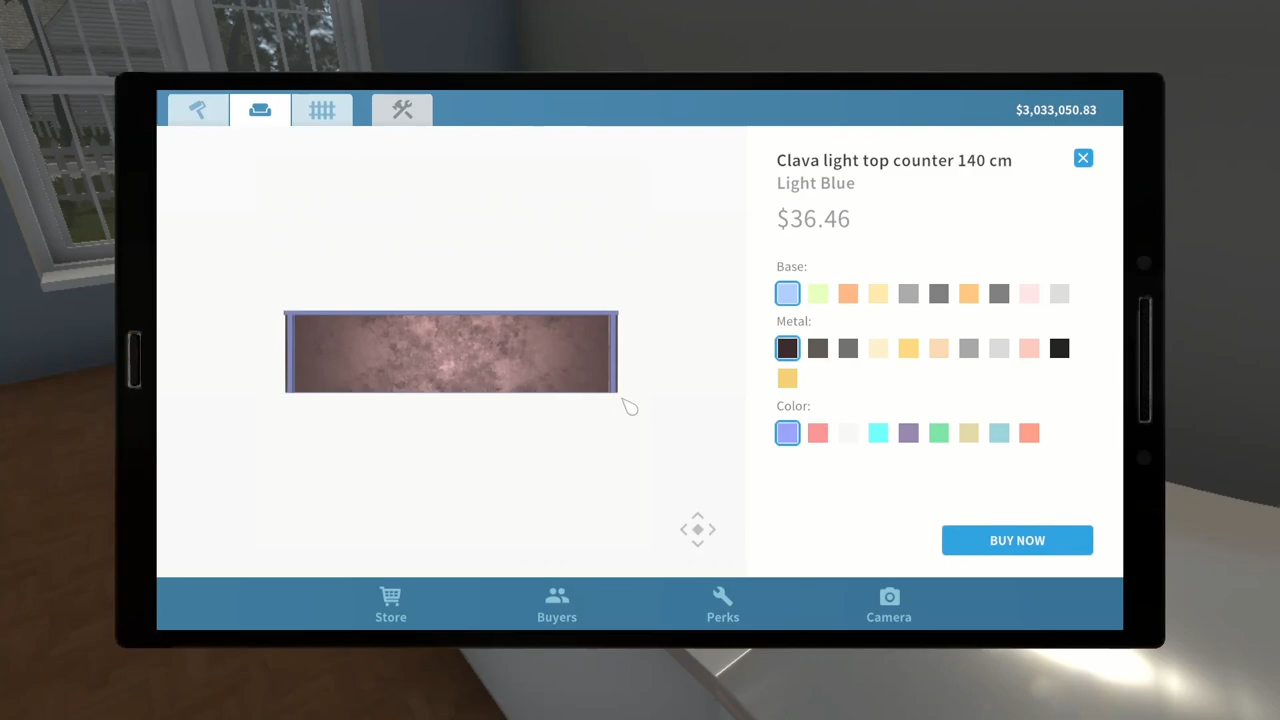 $3,033,050.83
Clava light top counter 140 cm
Light Blue
$36.46
Base:
Metal:
Color:
BUY NOW
Store
Buyers
Perks
Camera